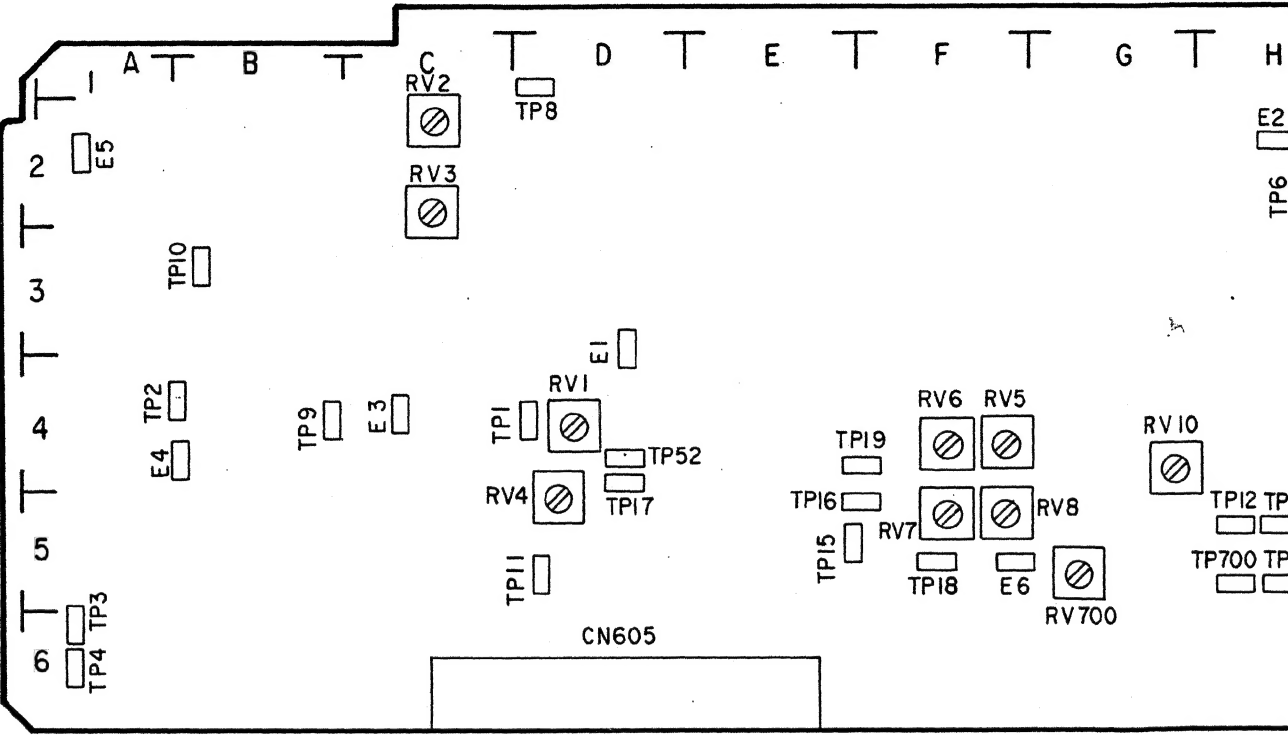 A B C D E F G H
1
RV2
TP8
E2
2
E5
RV3
TP6
TP10
3
E1
RV1
TP2
E3
TP1
RV6 RV5
4
TP9
RV10
E4
TP19
TP52
RV4
TP17
TP16
RV7
RV8
TP12 TP
5
TP15
TP11
TP18
E6
TP700 TP
RV700
TP3
CN605
6
TP4